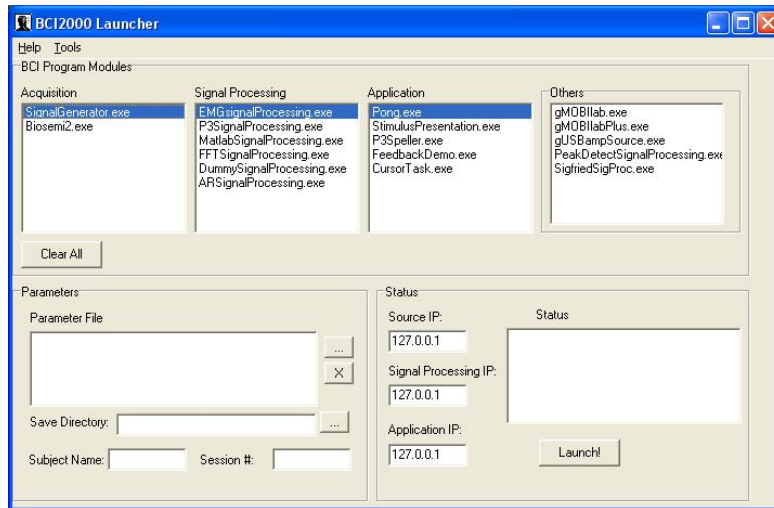 BCI2000 Launcher
Help Tools
BCI Program Modules
Acquisition
SignalGenerator.exe
Biosemi2.exe
Signal Processing
EMGsignalProcessing.exe
P3SignalProcessing.exe
MatlabSignalProcessing.exe
FFTSignalProcessing.exe
DummySignalProcessing.exe
ARSignalProcessing.exe
Application
Pong.exe
StimulusPresentation.exe
P3Speller.exe
FeedbackDemo.exe
CursorTask.exe
Others
gMOBIlab.exe
gMOBIlabPlus.exe
gUSBampSource.exe
PeakDetectSignalProcessing.exe
SigfriedSigProc.exe
Clear All
Parameters
Parameter File
...
X
Save Directory:
...
Subject Name:
Session #:
Status
Source IP:
127.0.0.1
Signal Processing IP:
127.0.0.1
Application IP:
127.0.0.1
Status
Launch!